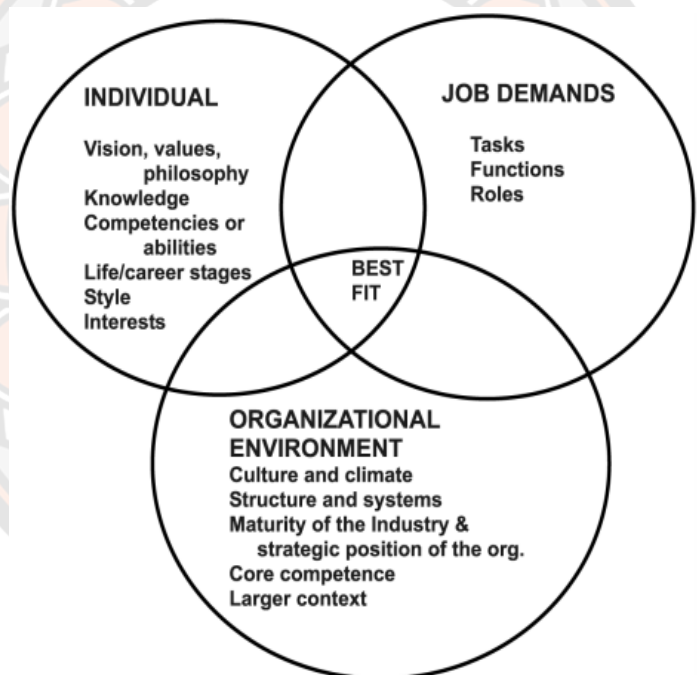 INDIVIDUAL
Vision, values,
philosophy
Knowledge
Competencies or
abilities
Life/career stages
Style
Interests
JOB DEMANDS
Tasks
Functions
Roles
BEST
FIT
ORGANIZATIONAL
ENVIRONMENT
Culture and climate
Structure and systems
Maturity of the Industry &
strategic position of the org.
Core competence
Larger context